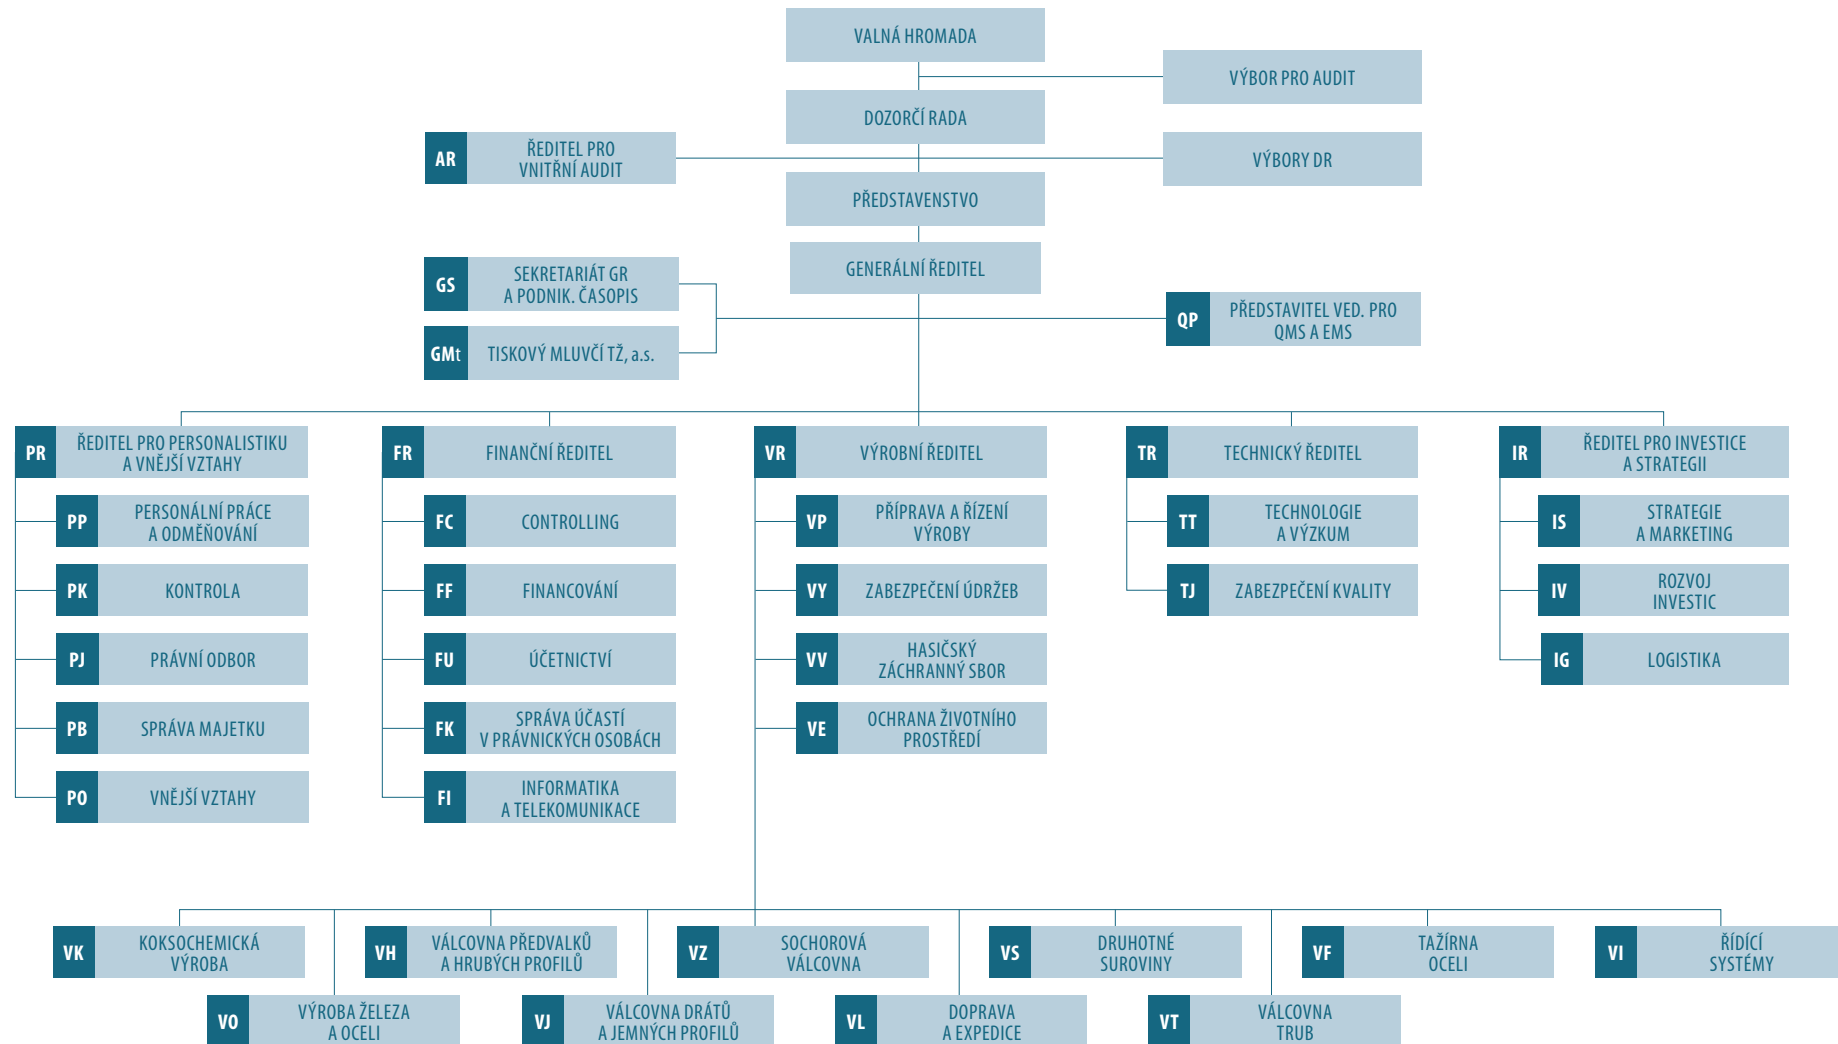 VALNÁ HROMADA
VÝBOR PRO AUDIT
DOZORČÍ RADA
AR
ŘEDITEL PRO
VNITŘNÍ AUDIT
VÝBORY DR
PŘEDSTAVENSTVO
GENERÁLNÍ ŘEDITEL
GS
SEKRETARIÁT GR
A PODNIK. ČASOPIS
QP
PŘEDSTAVITEL VED. PRO
QMS A EMS
GMt
TISKOVÝ MLUVČÍ TŽ, a.s.
PR
ŘEDITEL PRO PERSONALISTIKU
A VNĚJŠÍ VZTAHY
FR
FINANČNÍ ŘEDITEL
VR
VÝROBNÍ ŘEDITEL
TR
TECHNICKÝ ŘEDITEL
IR
ŘEDITEL PRO INVESTICE
A STRATEGII
PP
PERSONÁLNÍ PRÁCE
A ODMĚŇOVÁNÍ
FC
CONTROLLING
VP
PŘÍPRAVA A ŘÍZENÍ
VÝROBY
TT
TECHNOLOGIE
A VÝZKUM
IS
STRATEGIE
A MARKETING
PK
KONTROLA
FF
FINANCOVÁNÍ
VY
ZABEZPEČENÍ ÚDRŽEB
TJ
ZABEZPEČENÍ KVALITY
IV
ROZVOJ
INVESTIC
PJ
PRÁVNÍ ODBOR
FU
ÚČETNICTVÍ
VV
HASIČSKÝ
ZÁCHRANNÝ SBOR
IG
LOGISTIKA
PB
SPRÁVA MAJETKU
FK
SPRÁVA ÚČASTÍ
V PRÁVNICKÝCH OSOBÁCH
VE
OCHRANA ŽIVOTNÍHO
PROSTŘEDÍ
PO
VNĚJŠÍ VZTAHY
FI
INFORMATIKA
A TELEKOMUNIKACE
VK
KOKSOCHEMICKÁ
VÝROBA
VH
VÁLCOVNA PŘEDVALKŮ
A HRUBÝCH PROFILŮ
VZ
SOCHOROVÁ
VÁLCOVNA
VS
DRUHOTNÉ
SUROVINY
VF
TAŽÍRNA
OCELI
VI
ŘÍDÍCÍ
SYSTÉMY
VO
VÝROBA ŽELEZA
A OCELI
VJ
VÁLCOVNA DRÁTŮ
A JEMNÝCH PROFILŮ
VL
DOPRAVA
A EXPEDICE
VT
VÁLCOVNA
TRUB